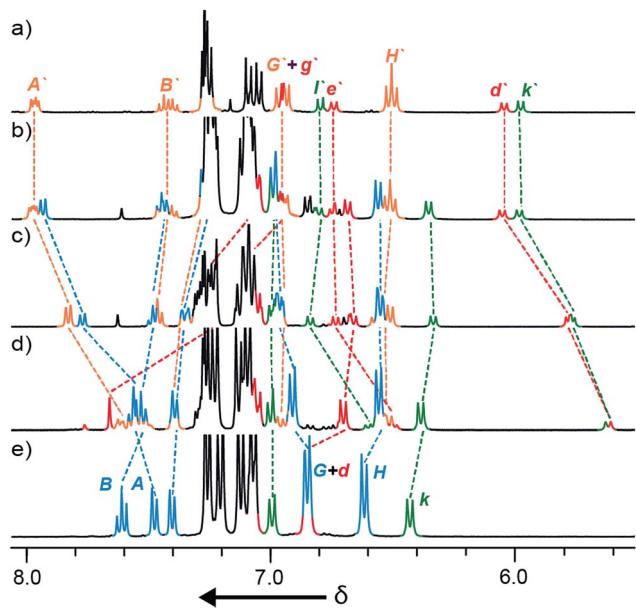 a)
A` B` G`+g` l` e` H` d` k`
b)
c)
d)
e)
B A G+d H k
8.0 7.0 6.0
δ